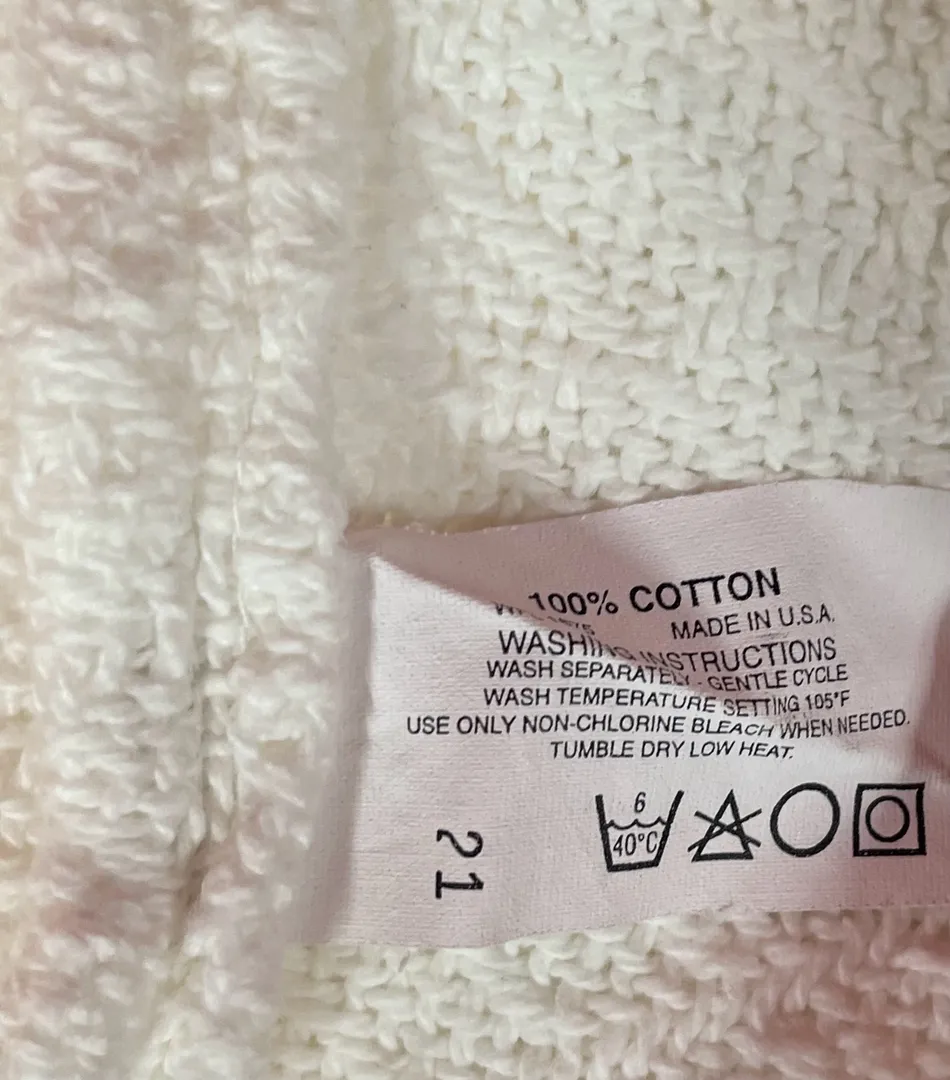 100% COTTON
MADE IN U.S.A.
WASHING INSTRUCTIONS
WASH SEPARATELY - GENTLE CYCLE
WASH TEMPERATURE SETTING 105°F
USE ONLY NON-CHLORINE BLEACH WHEN NEEDED.
TUMBLE DRY LOW HEAT.
6
40°C
21